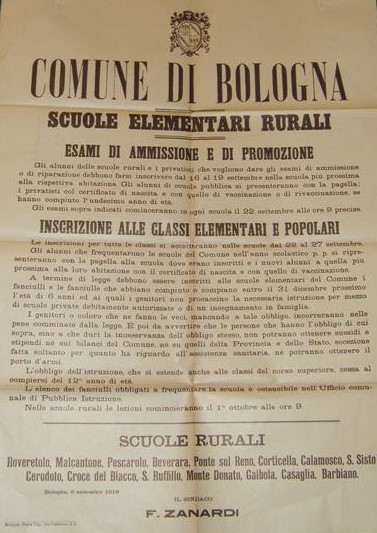 COMUNE DI BOLOGNA
SCUOLE ELEMENTARI RURALI
ESAMI DI AMMISSIONE E DI PROMOZIONE
Gli alunni delle scuole rurali e i privatisti che vogliono dare gli esami di ammissione
o di riparazione debbono farsi inscrivere dal 16 al 19 settembre nella scuola più prossima
alla rispettiva abitazione Gli alunni di scuola pubblica si presenteranno con la pagella;
i privatisti col certificato di nascita e con quello di vaccinazione o di rivaccinazione, se
hanno compiuto l'undecimo anno di età.
Gli esami sopra indicati cominceranno in ogni scuola il 22 settembre alle ore 9 precise.
INSCRIZIONE ALLE CLASSI ELEMENTARI E POPOLARI
Le inscrizioni per tutte le classi si accetteranno nelle scuole dal 22 al 27 settembre.
Gli alunni che frequentarono le scuole del Comune nell'anno scolastico p. p. si ripre-
senteranno con la pagella alla scuola dove erano inscritti e i nuovi alunni a quella più
prossima alla loro abitazione con il certificato di nascita e con quello di vaccinazione.
A termine di legge debbono essere inscritti alle scuole elementari del Comune i
fanciulli e le fanciulle che abbiano compiuto o compiano entro il 31 dicembre prossimo
l'età di 6 anni ed ai quali i genitori non procaccino la necessaria istruzione per mezzo
di scuole private debitamente autorizzate o di un insegnamento in famiglia.
I genitori o coloro che ne fanno le veci, mancando a tale obbligo, incorreranno nelle
pene comminate dalla legge. E poi da avvertire che le persone che hanno l'obbligo di cui
sopra, sino a che duri la inosservanza dell'obbligo stesso, non potranno ottenere sussidi e
stipendi nè sui bilanci del Comune, nè su quelli della Provincia e dello Stato, eccezione
fatta soltanto per quanto ha riguardo all'assistenza sanitaria, nè potranno ottenere il
porto d'armi.
L'obbligo dell'istruzione, che si estende anche alle classi del corso superiore, cessa al
compiersi del 12° anno di età.
L'elenco dei fanciulli obbligati a frequentare la scuola è ostensibile nell'Ufficio comu-
nale di Pubblica Istruzione.
Nelle scuole rurali le lezioni comincieranno il 1° ottobre alle ore 9.
SCUOLE RURALI
Roveretolo, Malcantone, Pescarolo, Beverara, Ponte sul Reno, Corticella, Calamosco, S. Sisto
Cerodolo, Croce del Biacco, S. Ruffillo, Monte Donato, Gaibola, Casaglia, Barbiano.
Bologna, 6 settembre 1919
IL SINDACO
F. ZANARDI